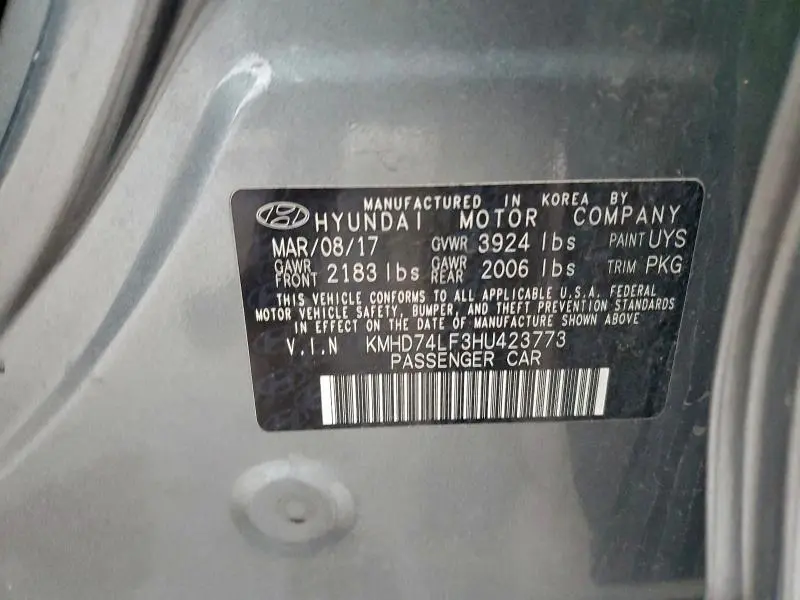 MANUFACTURED IN KOREA BY
HYUNDAI MOTOR COMPANY
MAR/08/17 GVWR 3924 lbs PAINT UYS
GAWR FRONT 2183 lbs GAWR REAR 2006 lbs TRIM PKG
THIS VEHICLE CONFORMS TO ALL APPLICABLE U.S.A. FEDERAL
MOTOR VEHICLE SAFETY, BUMPER, AND THEFT PREVENTION STANDARDS
IN EFFECT ON THE DATE OF MANUFACTURE SHOWN ABOVE
V.I.N KMHD74LF3HU423773
PASSENGER CAR